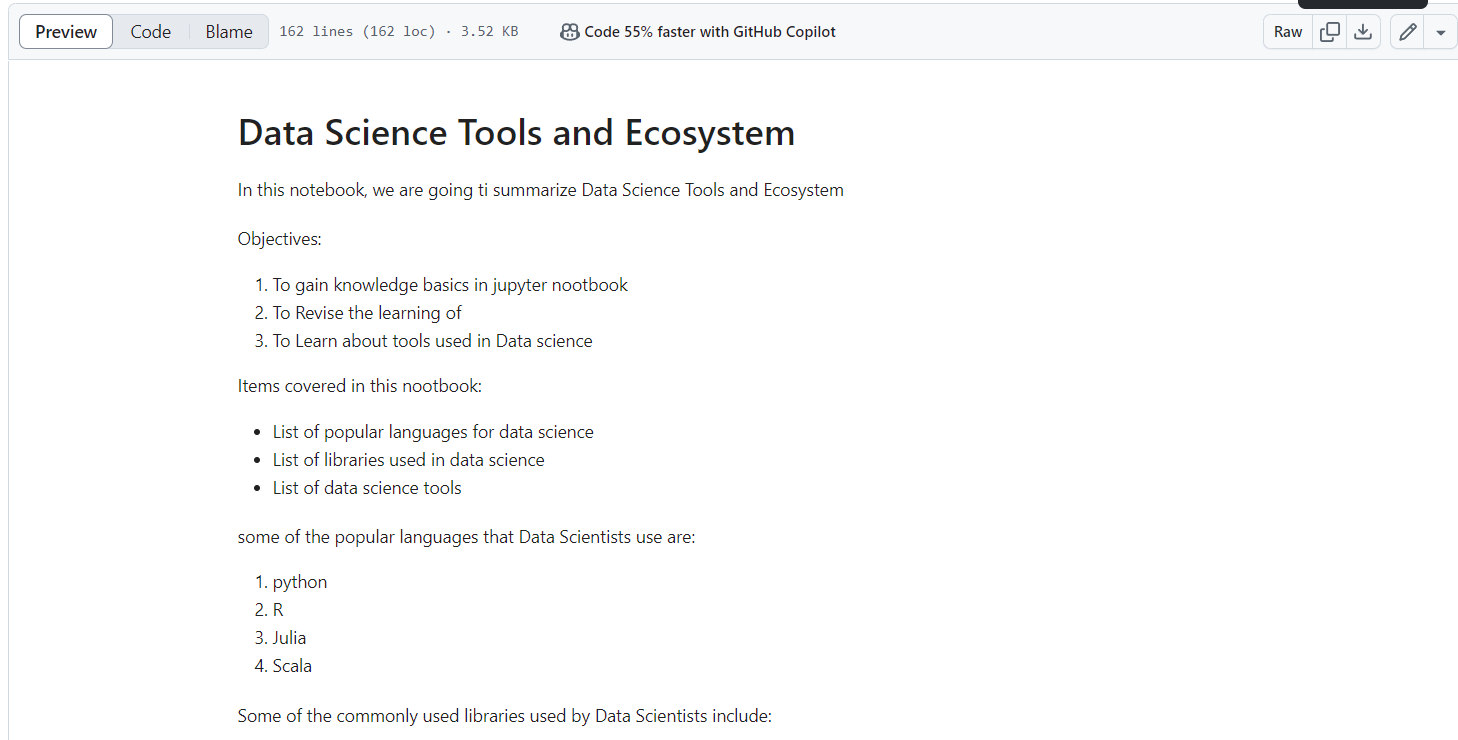 Preview Code Blame 162 lines (162 loc) · 3.52 KB Code 55% faster with GitHub Copilot Raw
Data Science Tools and Ecosystem
In this notebook, we are going ti summarize Data Science Tools and Ecosystem
Objectives:
1. To gain knowledge basics in jupyter nootbook
2. To Revise the learning of
3. To Learn about tools used in Data science
Items covered in this nootbook:
• List of popular languages for data science
• List of libraries used in data science
• List of data science tools
some of the popular languages that Data Scientists use are:
1. python
2. R
3. Julia
4. Scala
Some of the commonly used libraries used by Data Scientists include: